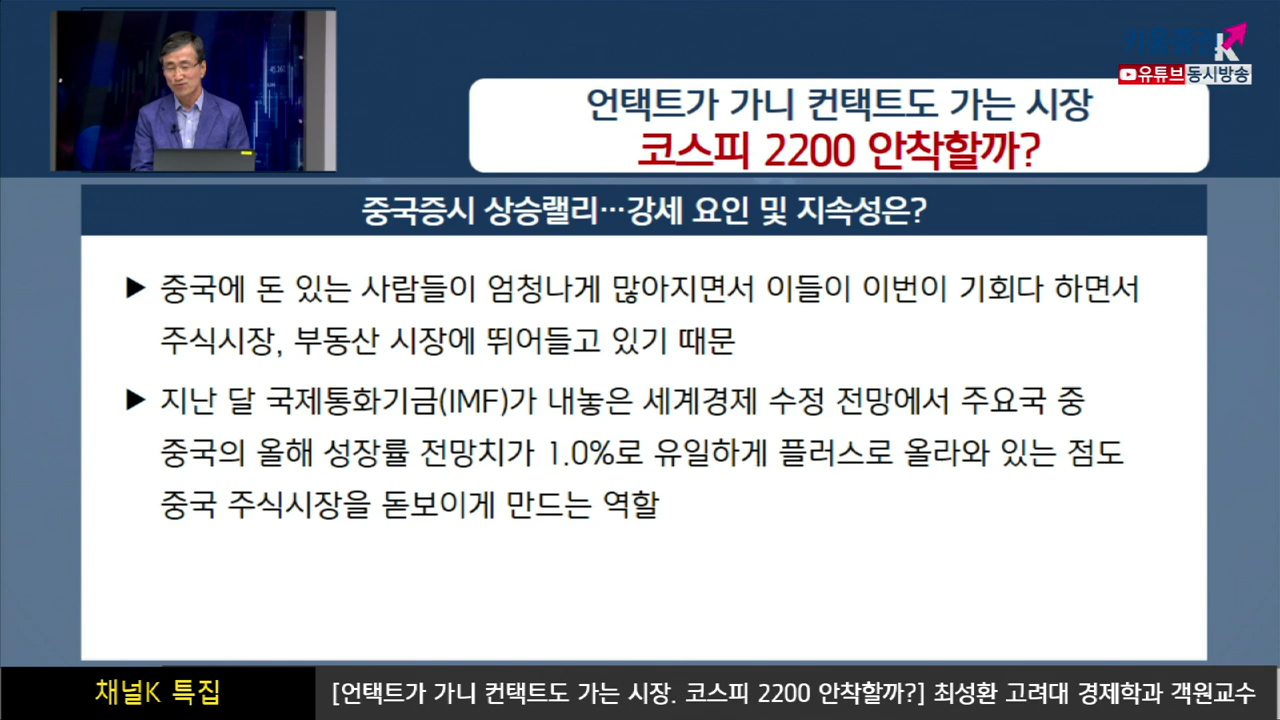 키움증권
K
유튜브동시방송
언택트가 가니 컨택트도 가는 시장
코스피 2200 안착할까?
중국증시 상승랠리…강세 요인 및 지속성은?
▶ 중국에 돈 있는 사람들이 엄청나게 많아지면서 이들이 이번이 기회다 하면서
주식시장, 부동산 시장에 뛰어들고 있기 때문
▶ 지난 달 국제통화기금(IMF)가 내놓은 세계경제 수정 전망에서 주요국 중
중국의 올해 성장률 전망치가 1.0%로 유일하게 플러스로 올라와 있는 점도
중국 주식시장을 돋보이게 만드는 역할
채널K 특집
[언택트가 가니 컨택트도 가는 시장. 코스피 2200 안착할까?] 최성환 고려대 경제학과 객원교수